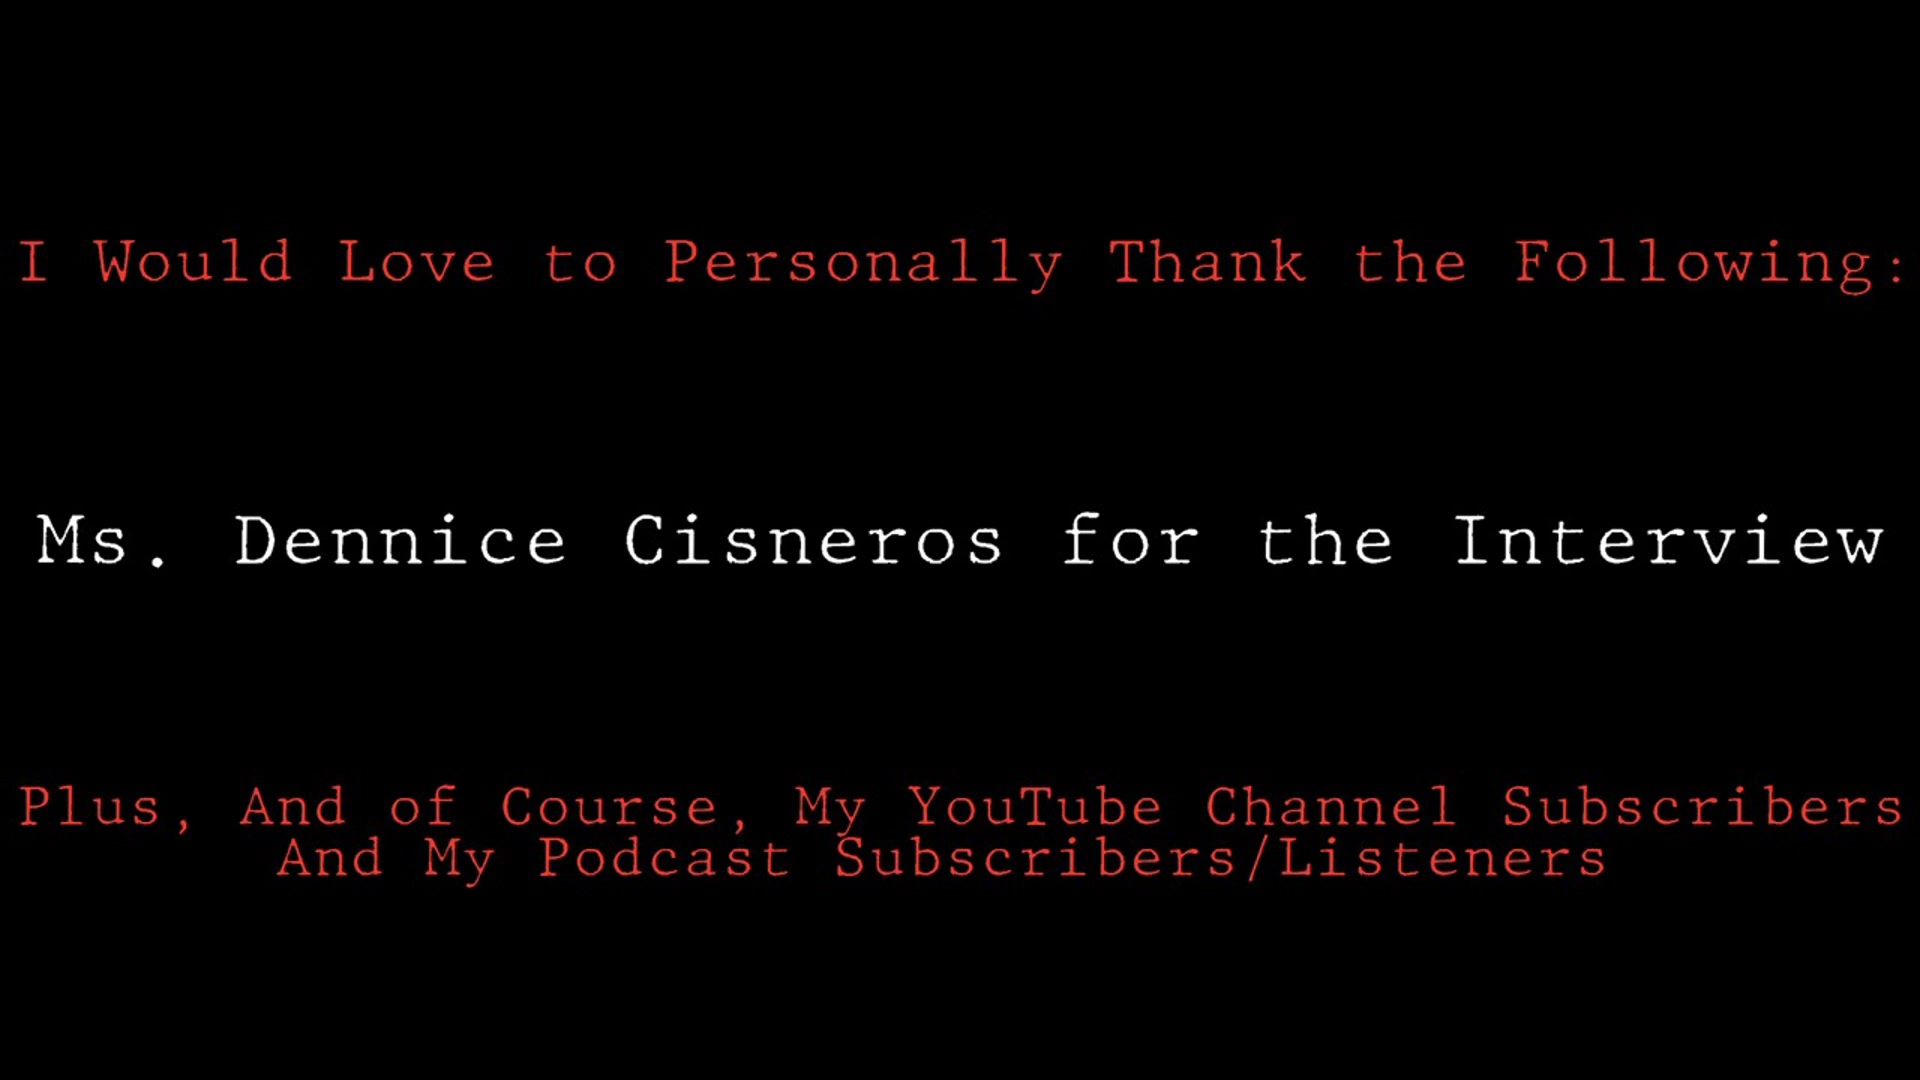 I Would Love to Personally Thank the Following:
Ms. Dennice Cisneros for the Interview
Plus, And of Course, My YouTube Channel Subscribers
And My Podcast Subscribers/Listeners